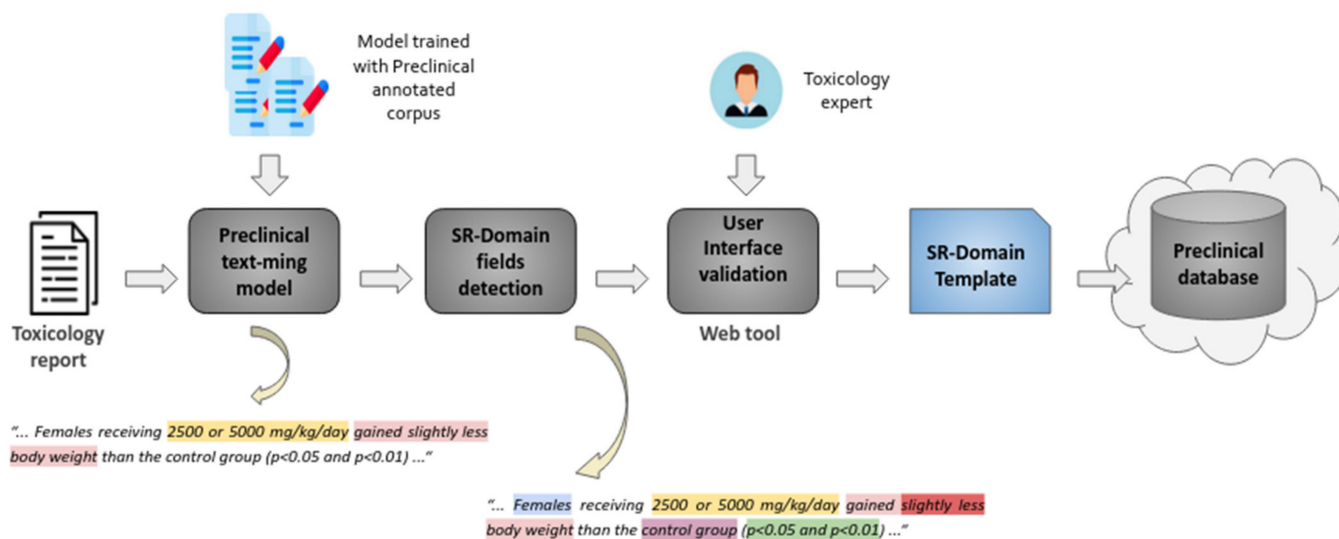 Model trained
with Preclinical
annotated
corpus
Toxicology
expert
Preclinical
text-ming
model
SR-Domain
fields
detection
User
Interface
validation
SR-Domain
Template
Preclinical
database
Toxicology
report
Web tool
"... Females receiving 2500 or 5000 mg/kg/day gained slightly less
body weight than the control group (p<0.05 and p<0.01) ..."
"... Females receiving 2500 or 5000 mg/kg/day gained slightly less
body weight than the control group (p<0.05 and p<0.01) ..."